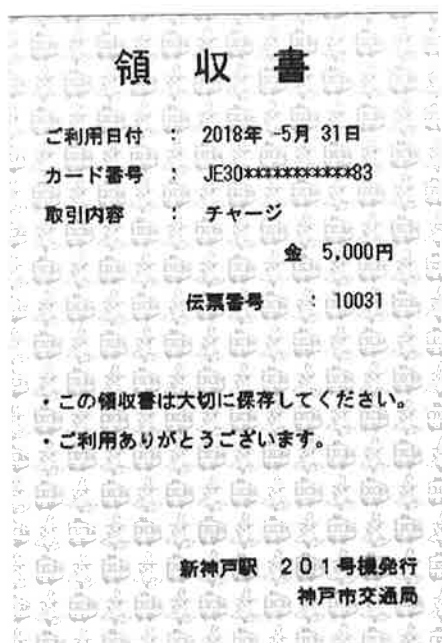 領収書
ご利用日付 : 2018年 -5月 31日
カード番号 : JE30***********83
取引内容 : チャージ
金 5,000円
伝票番号 : 10031
・この領収書は大切に保存してください。
・ご利用ありがとうございます。
新神戸駅 201号機発行
神戸市交通局